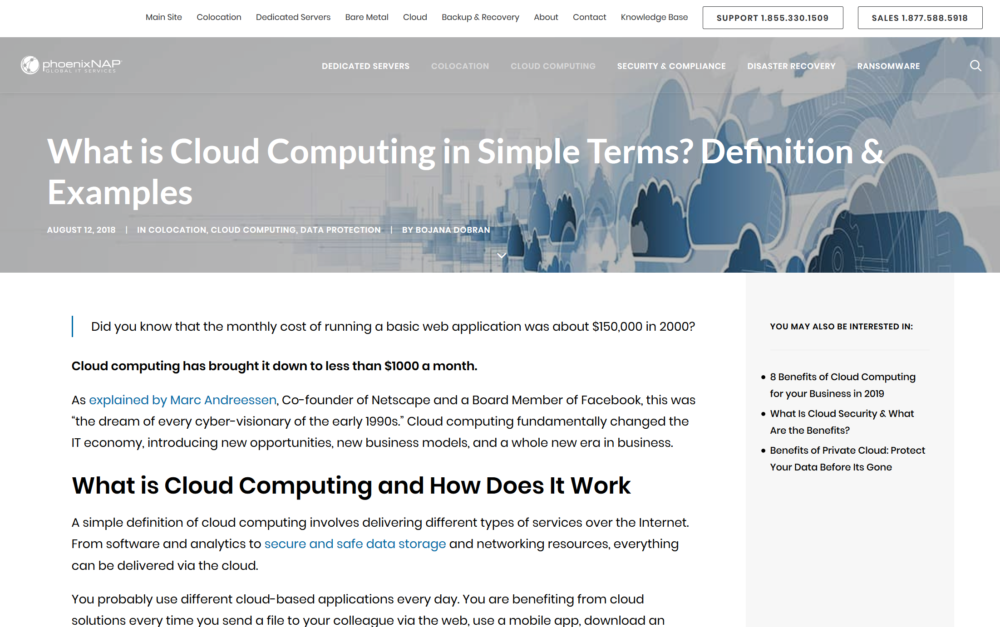 Main Site Colocation Dedicated Servers Bare Metal Cloud Backup & Recovery About Contact Knowledge Base SUPPORT 1.855.330.1509 SALES 1.877.588.5918
phoenixNAP®
GLOBAL IT SERVICES
DEDICATED SERVERS COLOCATION CLOUD COMPUTING SECURITY & COMPLIANCE DISASTER RECOVERY RANSOMWARE
What is Cloud Computing in Simple Terms? Definition &
Examples
AUGUST 12, 2018 | IN COLOCATION, CLOUD COMPUTING, DATA PROTECTION | BY BOJANA DOBRAN
Did you know that the monthly cost of running a basic web application was about $150,000 in 2000?
Cloud computing has brought it down to less than $1000 a month.
As explained by Marc Andreessen, Co-founder of Netscape and a Board Member of Facebook, this was
“the dream of every cyber-visionary of the early 1990s.” Cloud computing fundamentally changed the
IT economy, introducing new opportunities, new business models, and a whole new era in business.
What is Cloud Computing and How Does It Work
A simple definition of cloud computing involves delivering different types of services over the Internet.
From software and analytics to secure and safe data storage and networking resources, everything
can be delivered via the cloud.
You probably use different cloud-based applications every day. You are benefiting from cloud
solutions every time you send a file to your colleague via the web, use a mobile app, download an
YOU MAY ALSO BE INTERESTED IN:
• 8 Benefits of Cloud Computing
for your Business in 2019
• What Is Cloud Security & What
Are the Benefits?
• Benefits of Private Cloud: Protect
Your Data Before Its Gone